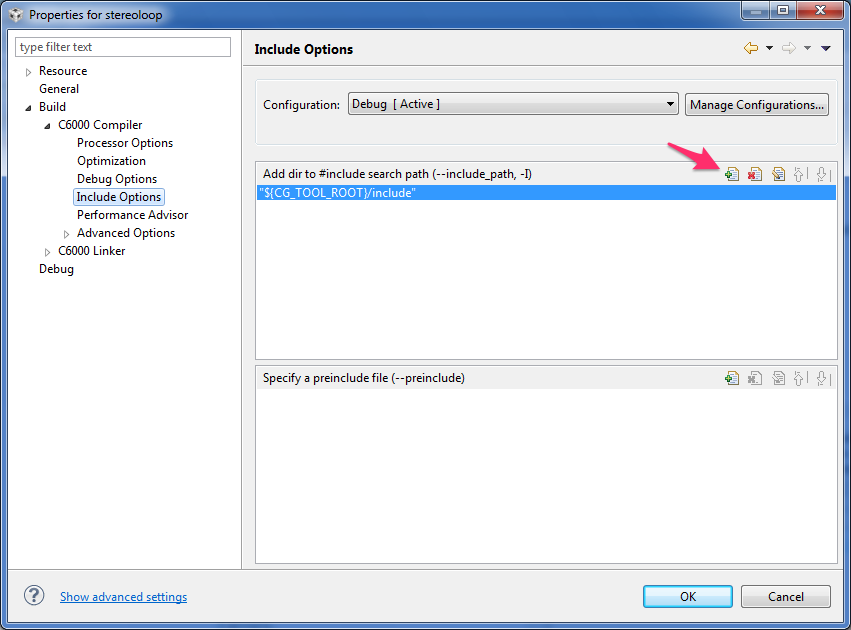 Properties for stereoloop
type filter text
Resource
General
Build
C6000 Compiler
Processor Options
Optimization
Debug Options
Include Options
Performance Advisor
Advanced Options
C6000 Linker
Debug
Include Options
Configuration:
Debug [ Active ]
Manage Configurations...
Add dir to #include search path (--include_path, -I)
"${CG_TOOL_ROOT}/include"
Specify a preinclude file (--preinclude)
?
Show advanced settings
OK
Cancel